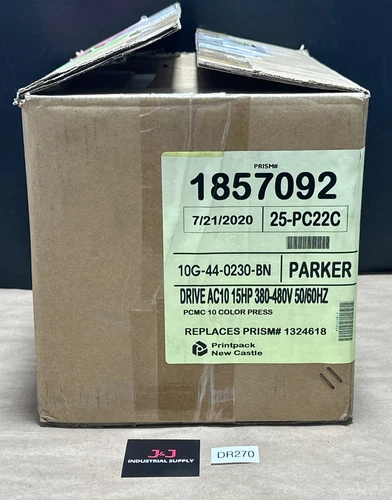 PRISM#
1857092
7/21/2020 25-PC22C
10G-44-0230-BN PARKER
DRIVE AC10 15HP 380-480V 50/60HZ
PCMC 10 COLOR PRESS
REPLACES PRISM# 1324618
Printpack
New Castle
J&J
INDUSTRIAL SUPPLY
DR270